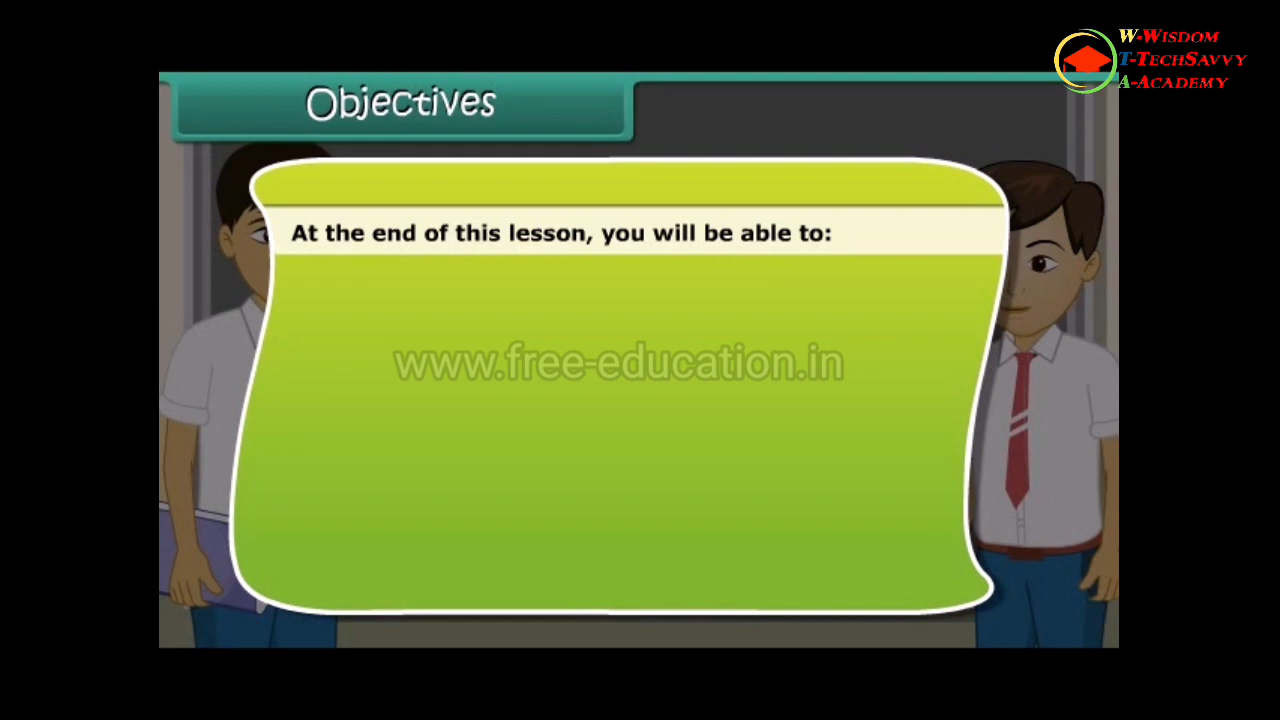 W-Wisdom
T-TechSavvy
A-Academy
Objectives
At the end of this lesson, you will be able to:
www.free-education.in